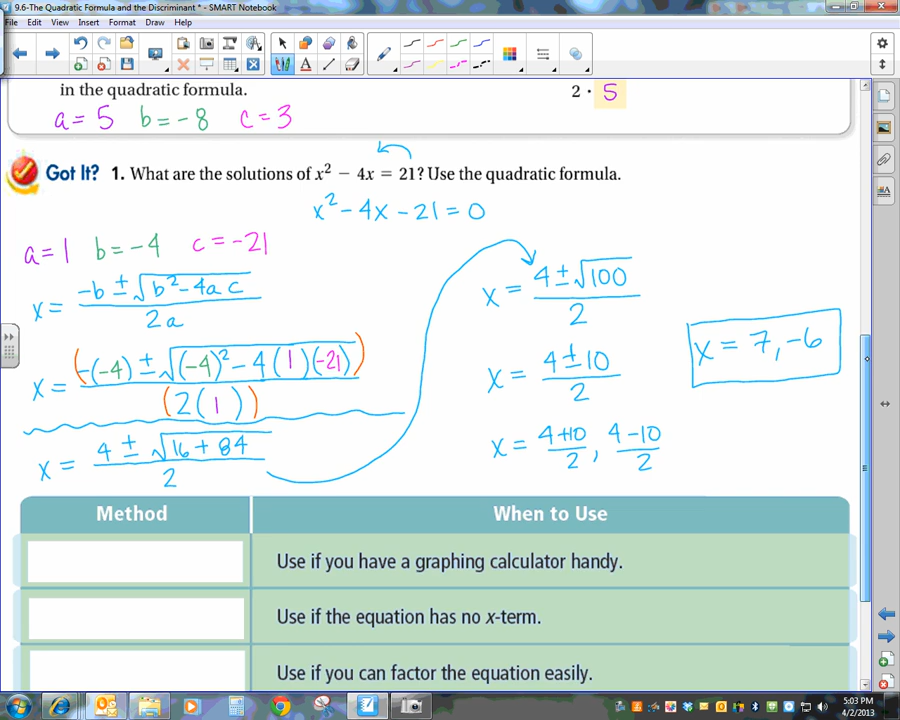 9.6-The Quadratic Formula and the Discriminant * - SMART Notebook
File Edit View Insert Format Draw Help
in the quadratic formula.
2 · 5
a = 5 b = -8 c = 3
Got It? 1. What are the solutions of x² − 4x = 21? Use the quadratic formula.
x² - 4x - 21 = 0
a = 1 b = -4 c = -21
x = (-b ± √(b² - 4ac)) / 2a
x = (-(-4) ± √((-4)² - 4(1)(-21))) / (2(1))
x = (4 ± √(16 + 84)) / 2
x = (4 ± √100) / 2
x = (4 ± 10) / 2
x = (4+10)/2, (4-10)/2
x = 7, -6
Method When to Use
Use if you have a graphing calculator handy.
Use if the equation has no x-term.
Use if you can factor the equation easily.
5:03 PM
4/2/2013